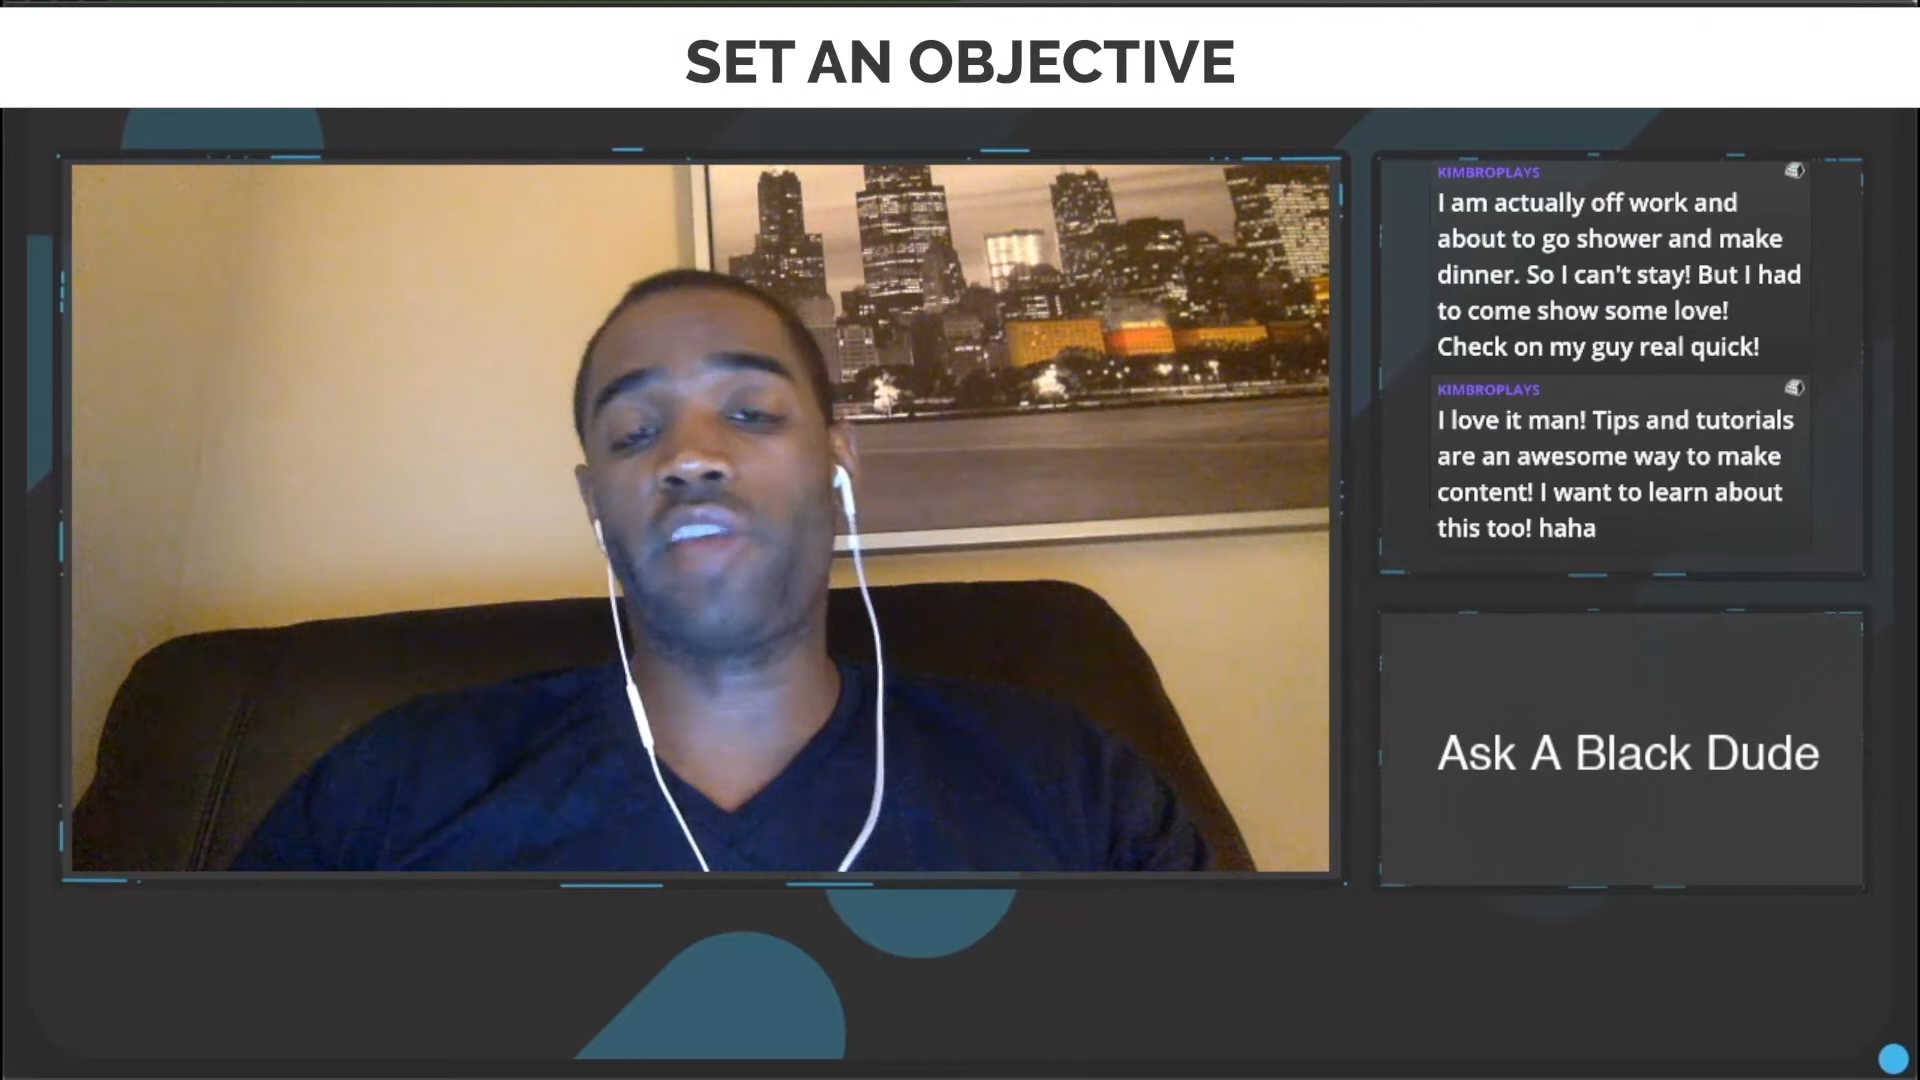 SET AN OBJECTIVE
KIMBROPLAYS
I am actually off work and
about to go shower and make
dinner. So I can't stay! But I had
to come show some love!
Check on my guy real quick!
KIMBROPLAYS
I love it man! Tips and tutorials
are an awesome way to make
content! I want to learn about
this too! haha
Ask A Black Dude